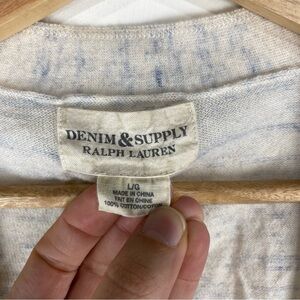 DENIM & SUPPLY
RALPH LAUREN
L/G
MADE IN CHINA
FAIT EN CHINE
100% COTTON/COTON